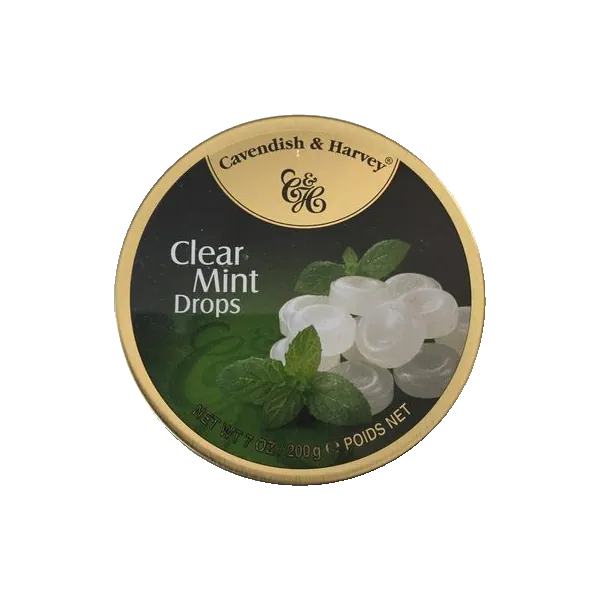 Cavendish & Harvey®
C&H
Clear
Mint
Drops
NET WT 7 OZ. 200g ℮ POIDS NET